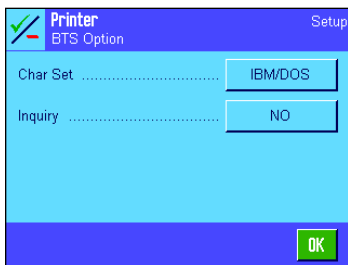 Printer Setup
BTS Option
Char Set ............................... IBM/DOS
Inquiry .................................. NO
OK